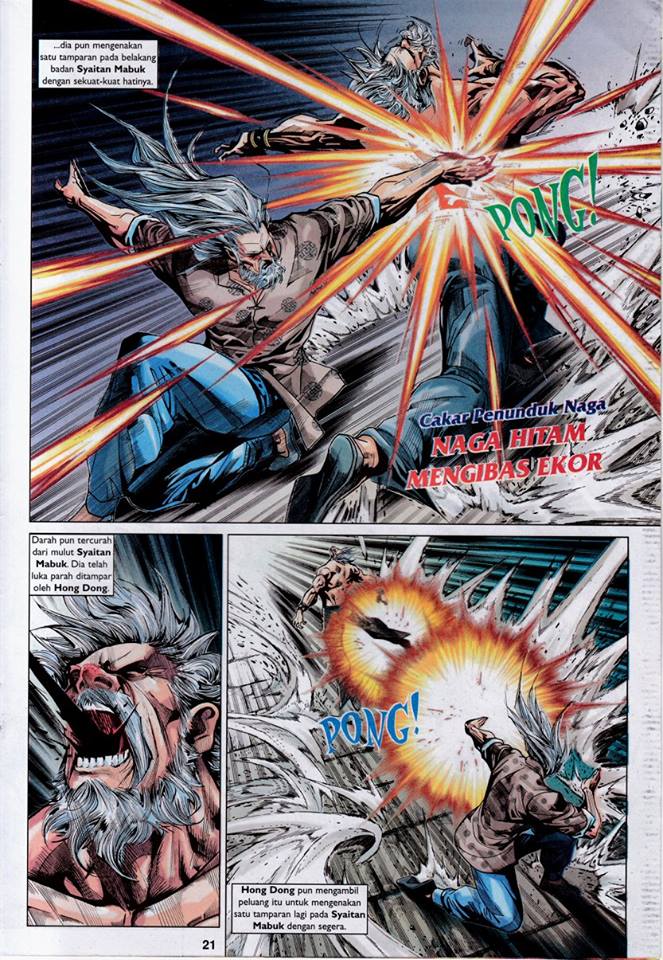 ...dia pun mengenakan
satu tamparan pada belakang
badan Syaitan Mabuk
dengan sekuat-kuat hatinya.
PONG!
Cakar Penunduk Naga
NAGA HITAM
MENGIBAS EKOR
Darah pun tercurah
dari mulut Syaitan
Mabuk. Dia telah
luka parah ditampar
oleh Hong Dong.
PONG!
Hong Dong pun mengambil
peluang itu untuk mengenakan
satu tamparan lagi pada Syaitan
Mabuk dengan segera.
21